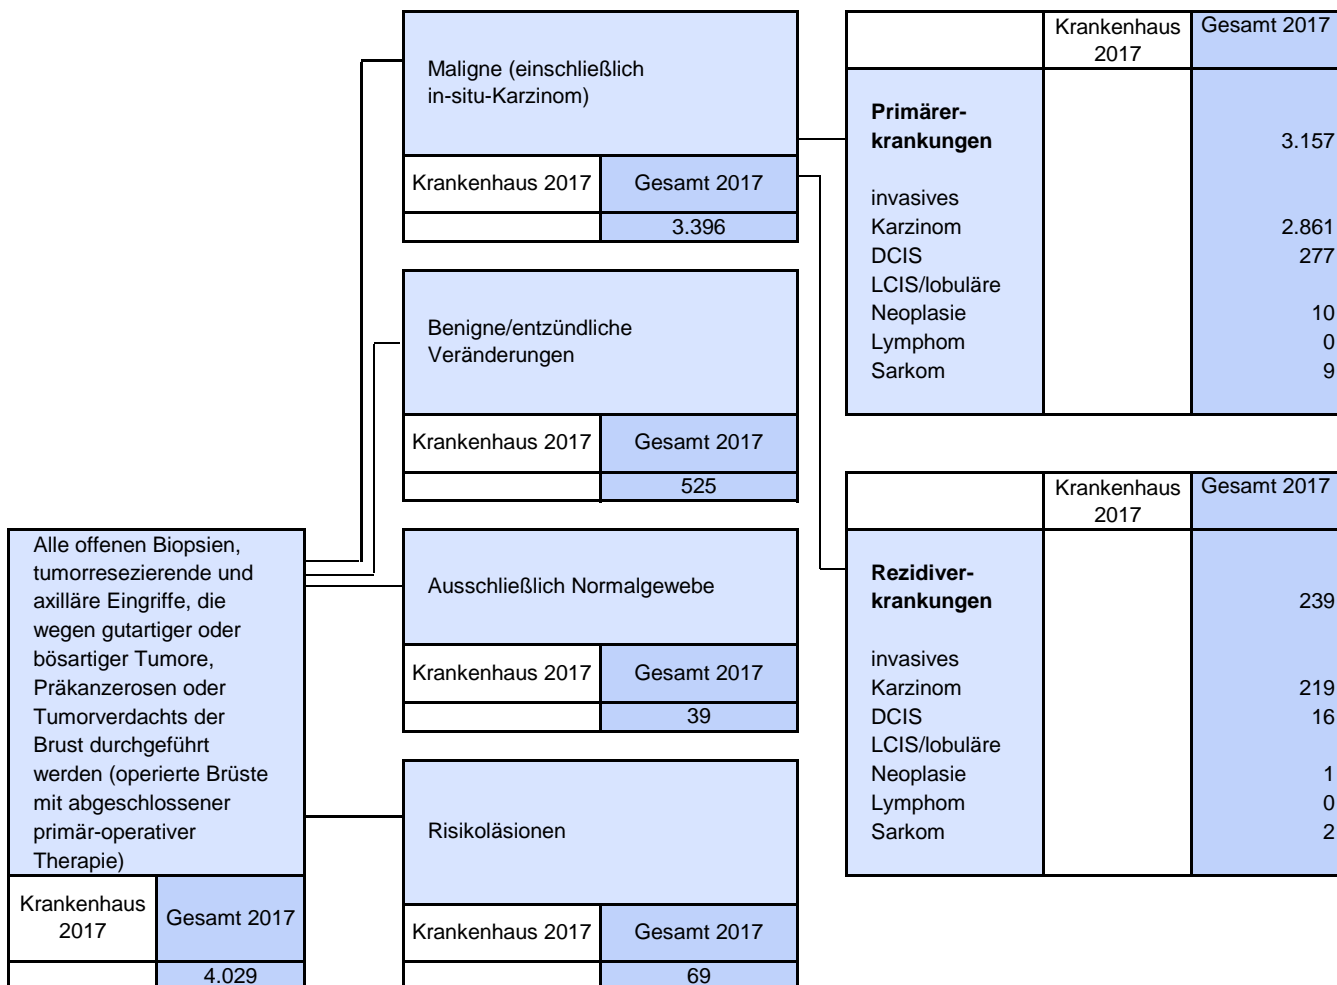 Alle offenen Biopsien,
tumorresezierende und
axilläre Eingriffe, die
wegen gutartiger oder
bösartiger Tumore,
Präkanzerosen oder
Tumorverdachts der
Brust durchgeführt
werden (operierte Brüste
mit abgeschlossener
primär-operativer
Therapie)
Krankenhaus
2017
Gesamt 2017
4.029
Maligne (einschließlich
in-situ-Karzinom)
Krankenhaus 2017 Gesamt 2017
3.396
Benigne/entzündliche
Veränderungen
Krankenhaus 2017 Gesamt 2017
525
Ausschließlich Normalgewebe
Krankenhaus 2017 Gesamt 2017
39
Risikoläsionen
Krankenhaus 2017 Gesamt 2017
69
Krankenhaus
2017
Gesamt 2017
Primärer-
krankungen 3.157
invasives
Karzinom 2.861
DCIS 277
LCIS/lobuläre
Neoplasie 10
Lymphom 0
Sarkom 9
Krankenhaus
2017
Gesamt 2017
Rezidiver-
krankungen 239
invasives
Karzinom 219
DCIS 16
LCIS/lobuläre
Neoplasie 1
Lymphom 0
Sarkom 2